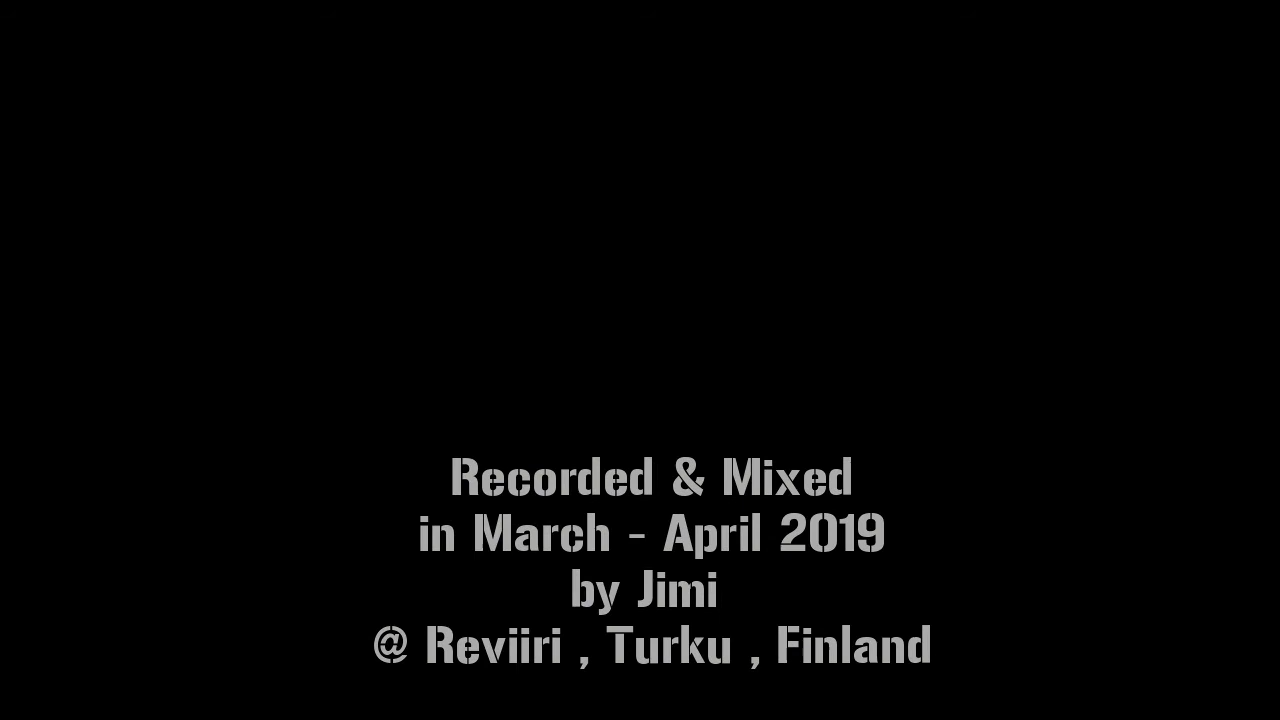 Recorded & Mixed
in March - April 2019
by Jimi
@ Reviiri , Turku , Finland